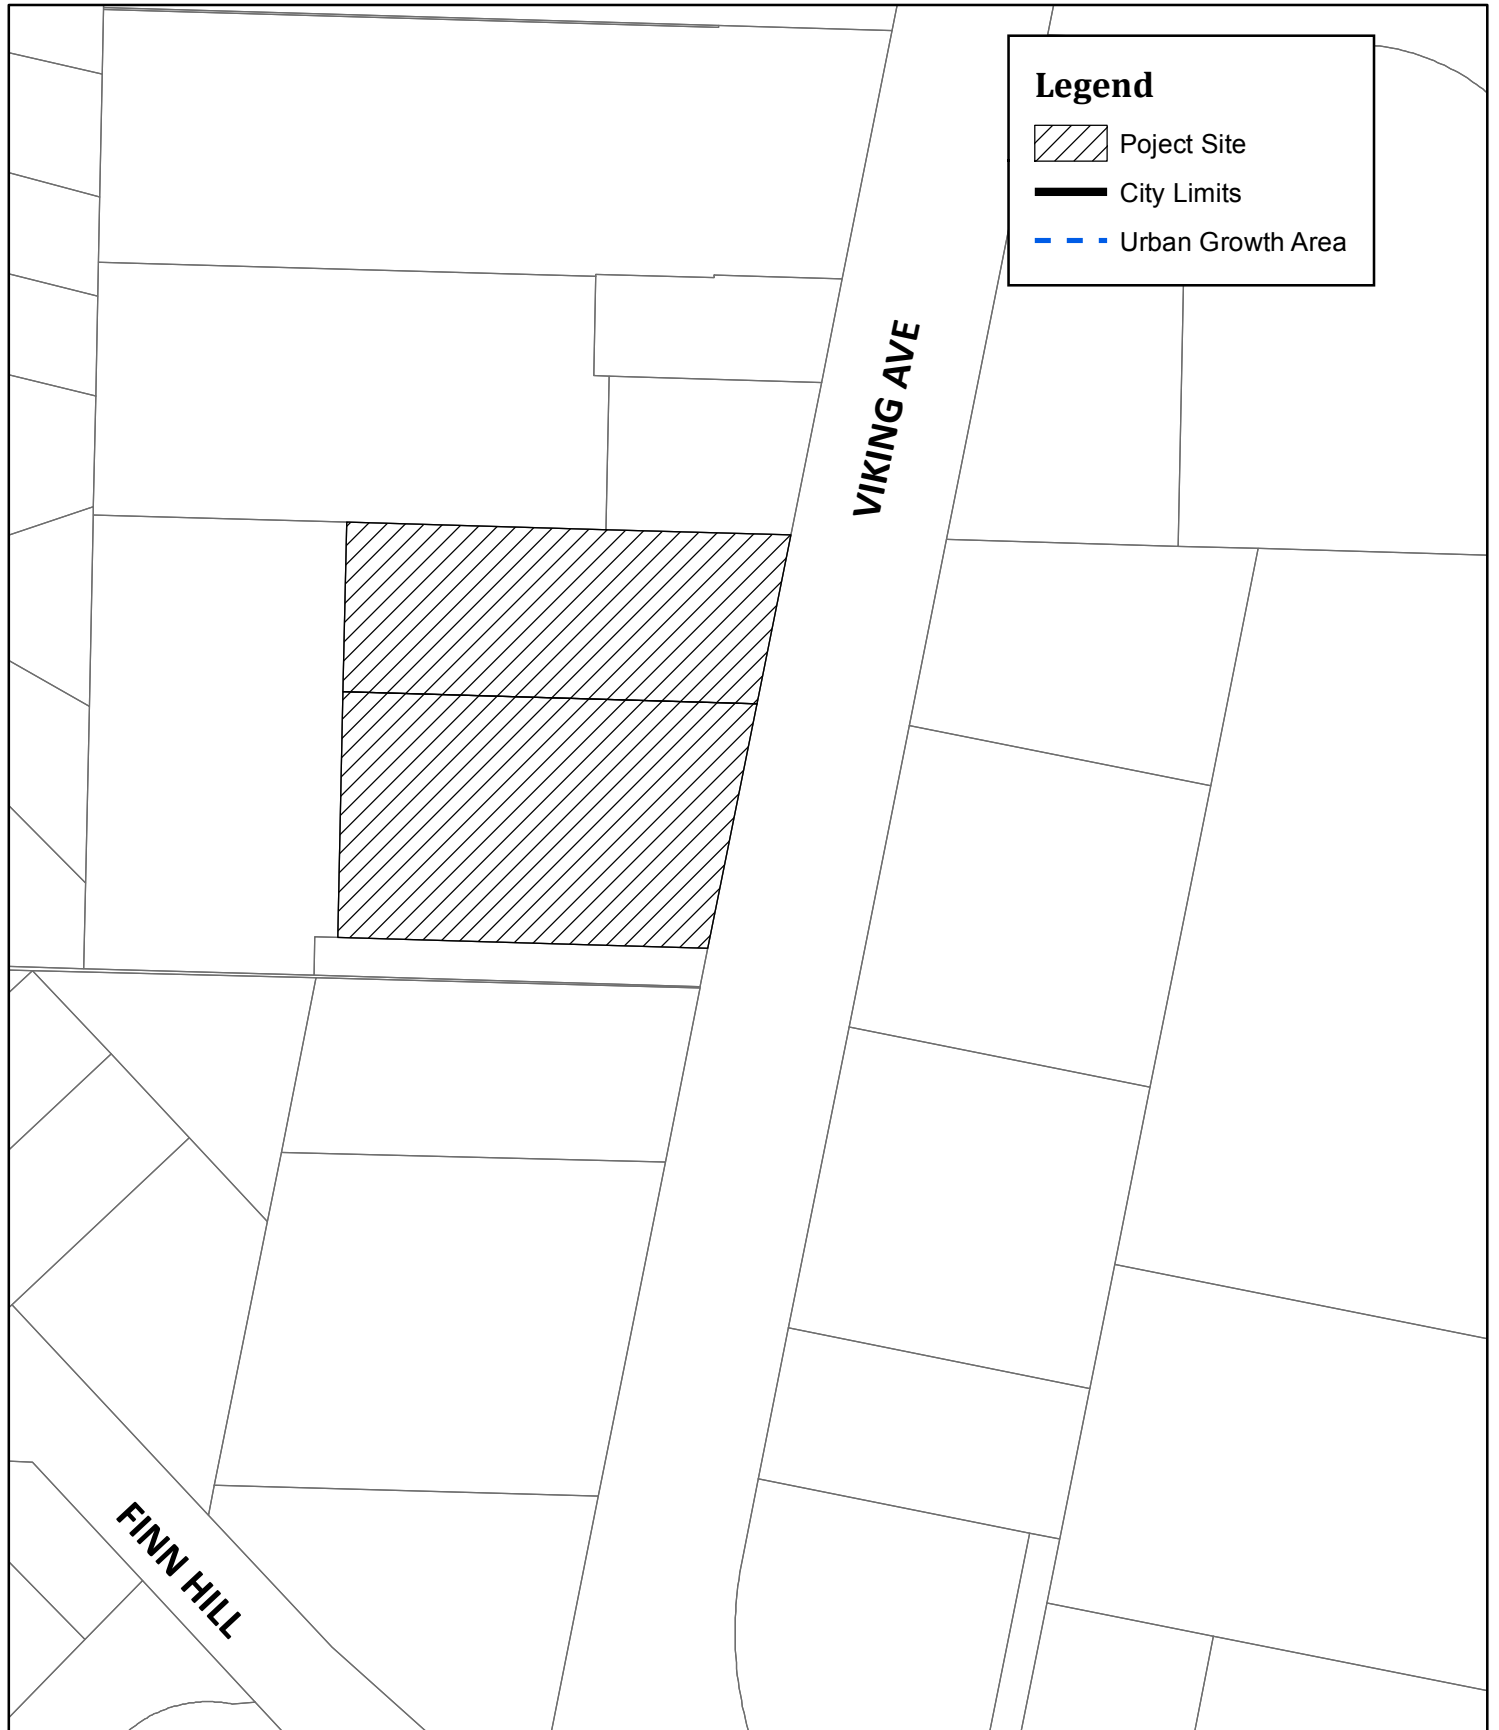 Legend
Poject Site
City Limits
Urban Growth Area
VIKING AVE
FINN HILL